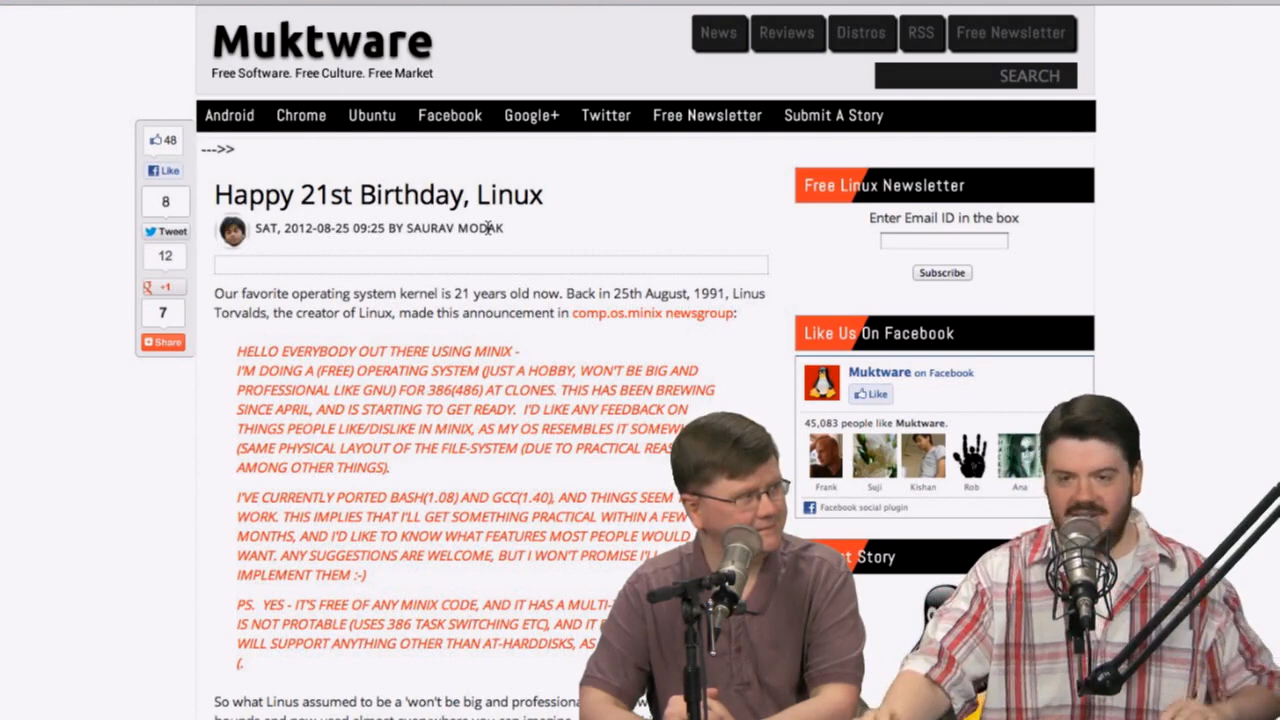 Muktware
Free Software. Free Culture. Free Market
News
Reviews
Distros
RSS
Free Newsletter
SEARCH
Android
Chrome
Ubuntu
Facebook
Google+
Twitter
Free Newsletter
Submit A Story
--->>
48
Like
8
Tweet
12
+1
7
Share
Happy 21st Birthday, Linux
SAT, 2012-08-25 09:25 BY SAURAV MODAK
Our favorite operating system kernel is 21 years old now. Back in 25th August, 1991, Linus
Torvalds, the creator of Linux, made this announcement in comp.os.minix newsgroup:
HELLO EVERYBODY OUT THERE USING MINIX -
I'M DOING A (FREE) OPERATING SYSTEM (JUST A HOBBY, WON'T BE BIG AND
PROFESSIONAL LIKE GNU) FOR 386(486) AT CLONES. THIS HAS BEEN BREWING
SINCE APRIL, AND IS STARTING TO GET READY. I'D LIKE ANY FEEDBACK ON
THINGS PEOPLE LIKE/DISLIKE IN MINIX, AS MY OS RESEMBLES IT
(SAME PHYSICAL LAYOUT OF THE FILE-SYSTEM (DUE TO PRACTICAL
AMONG OTHER THINGS).
I'VE CURRENTLY PORTED BASH(1.08) AND GCC(1.40), AND THINGS SEEM
WORK. THIS IMPLIES THAT I'LL GET SOMETHING PRACTICAL WITHIN A FEW
MONTHS, AND I'D LIKE TO KNOW WHAT FEATURES MOST PEOPLE WOULD
WANT. ANY SUGGESTIONS ARE WELCOME, BUT I WON'T PROMISE I'LL
IMPLEMENT THEM :-)
PS. YES - IT'S FREE OF ANY MINIX CODE, AND IT HAS A MULTI-
IS NOT PROTABLE (USES 386 TASK SWITCHING ETC), AND IT
WILL SUPPORT ANYTHING OTHER THAN AT-HARDDISKS, AS
(.
So what Linus assumed to be a 'won't be big and
Free Linux Newsletter
Enter Email ID in the box
Subscribe
Like Us On Facebook
Muktware on Facebook
Like
45,083 people like Muktware.
Frank
Suji
Kishan
Rob
Ana
Facebook social plugin
Story